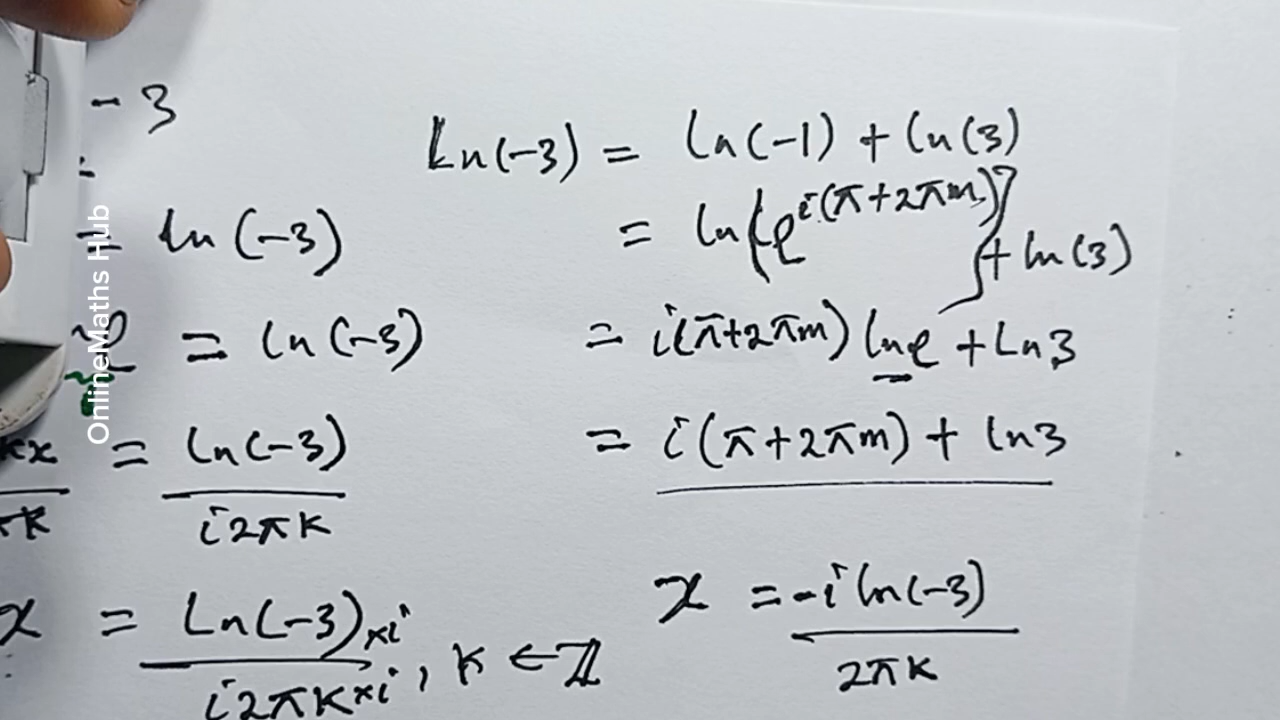 -3
= ln(-3)
= ln(-3)
= ln(-3)
i2πk
x = Ln(-3)×i
i2πk×i , k ∈ ℤ
Ln(-3) = ln(-1) + ln(3)
= ln(e^{i(π+2πm)}) + ln(3)
= i(π+2πm) lne + Ln3
= i(π+2πm) + ln3
x = -i ln(-3)
2πk
OnlineMaths Hub